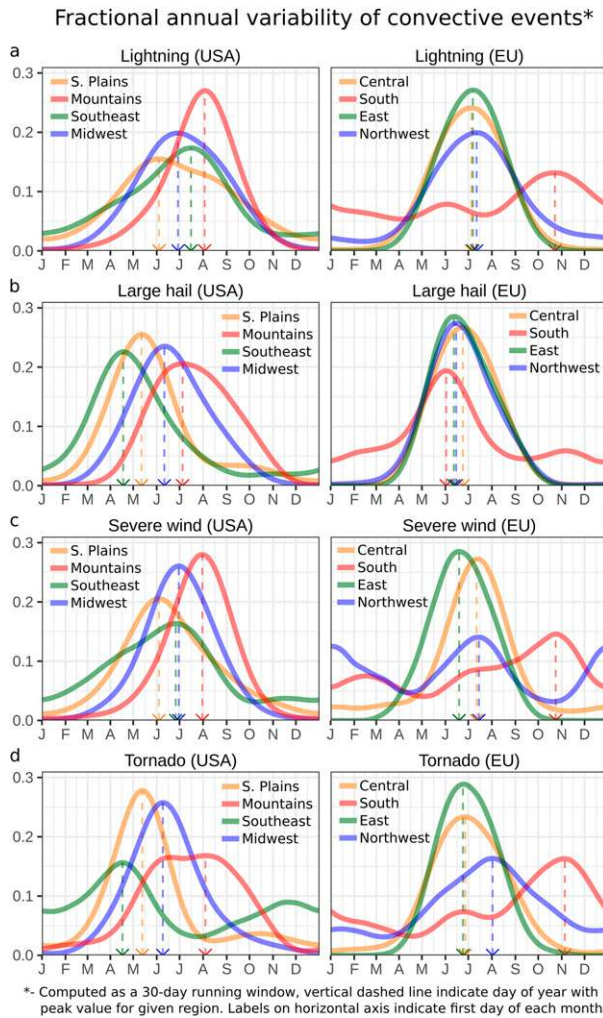 Fractional annual variability of convective events*
a
Lightning (USA)
0.3
0.2
0.1
0.0
S. Plains
Mountains
Southeast
Midwest
J F M A M J J A S O N D
Lightning (EU)
Central
South
East
Northwest
J F M A M J J A S O N D
b
Large hail (USA)
0.3
0.2
0.1
0.0
S. Plains
Mountains
Southeast
Midwest
J F M A M J J A S O N D
Large hail (EU)
Central
South
East
Northwest
J F M A M J J A S O N D
c
Severe wind (USA)
0.3
0.2
0.1
0.0
S. Plains
Mountains
Southeast
Midwest
J F M A M J J A S O N D
Severe wind (EU)
Central
South
East
Northwest
J F M A M J J A S O N D
d
Tornado (USA)
0.3
0.2
0.1
0.0
S. Plains
Mountains
Southeast
Midwest
J F M A M J J A S O N D
Tornado (EU)
Central
South
East
Northwest
J F M A M J J A S O N D
*- Computed as a 30-day running window, vertical dashed line indicate day of year with
peak value for given region. Labels on horizontal axis indicate first day of each month